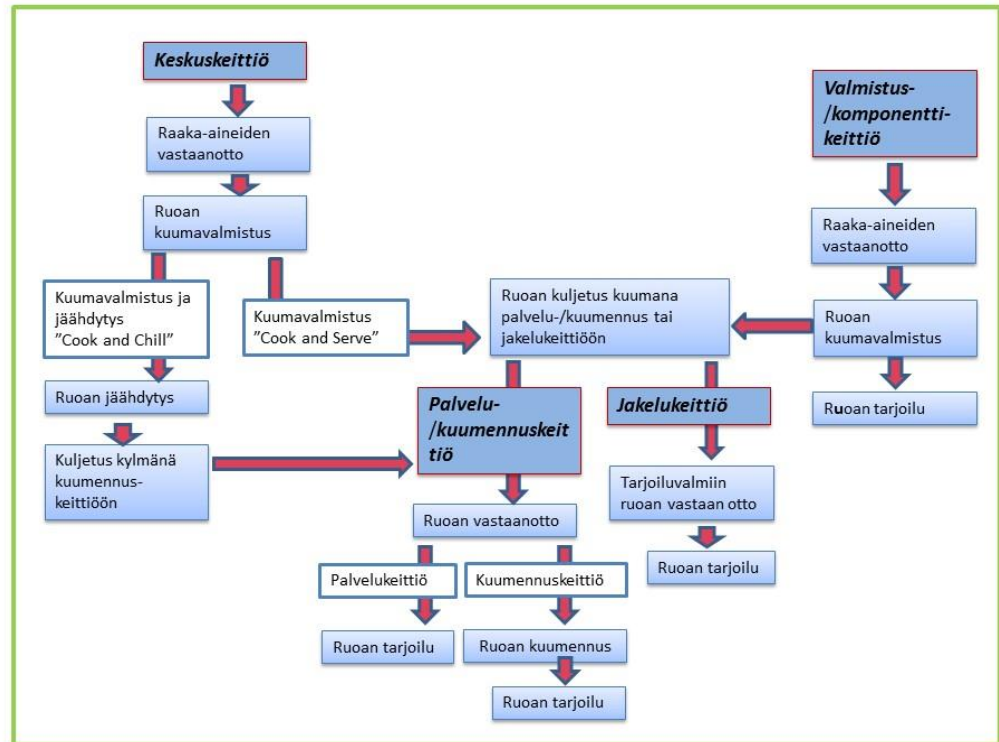 Keskuskeittiö
Raaka-aineiden
vastaanotto
Ruoan
kuumavalmistus
Kuumavalmistus ja
jäähdytys
”Cook and Chill”
Ruoan jäähdytys
Kuljetus kylmänä
kuumennus-
keittiöön
Kuumavalmistus
”Cook and Serve”
Ruoan kuljetus kuumana
palvelu-/kuumennus tai
jakelukeittiöön
Palvelu-
/kuumennuskeit
tiö
Ruoan vastaanotto
Palvelukeittiö
Ruoan tarjoilu
Kuumennuskeittiö
Ruoan kuumennus
Ruoan tarjoilu
Jakelukeittiö
Tarjoiluvalmiin
ruoan vastaan otto
Ruoan tarjoilu
Valmistus-
/komponentti-
keittiö
Raaka-aineiden
vastaanotto
Ruoan
kuumavalmistus
Ruoan tarjoilu